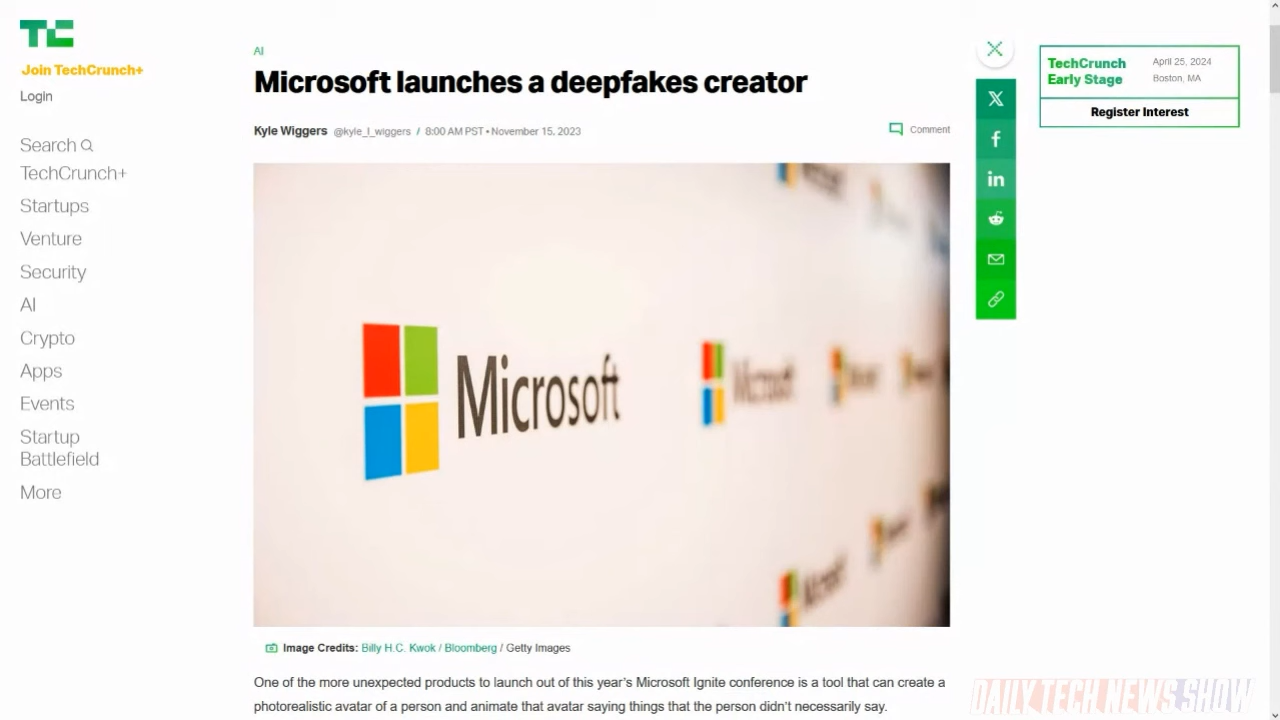 TC
Join TechCrunch+
Login
Search
TechCrunch+
Startups
Venture
Security
AI
Crypto
Apps
Events
Startup
Battlefield
More
AI
Microsoft launches a deepfakes creator
Kyle Wiggers @kyle_l_wiggers / 8:00 AM PST • November 15, 2023
Comment
Microsoft
Microsoft
Microsoft
Image Credits: Billy H.C. Kwok / Bloomberg / Getty Images
One of the more unexpected products to launch out of this year's Microsoft Ignite conference is a tool that can create a
photorealistic avatar of a person and animate that avatar saying things that the person didn't necessarily say.
X
f
in
TechCrunch
Early Stage
April 25, 2024
Boston, MA
Register Interest
DAILY TECH NEWS SHOW